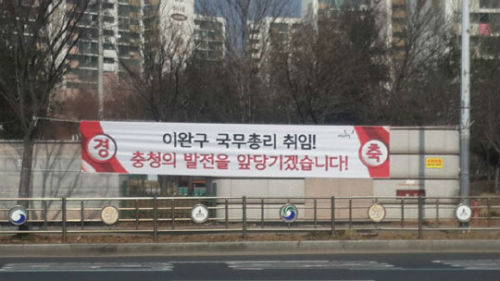 경
이완구 국무총리 취임!
충청의 발전을 앞당기겠습니다!
축